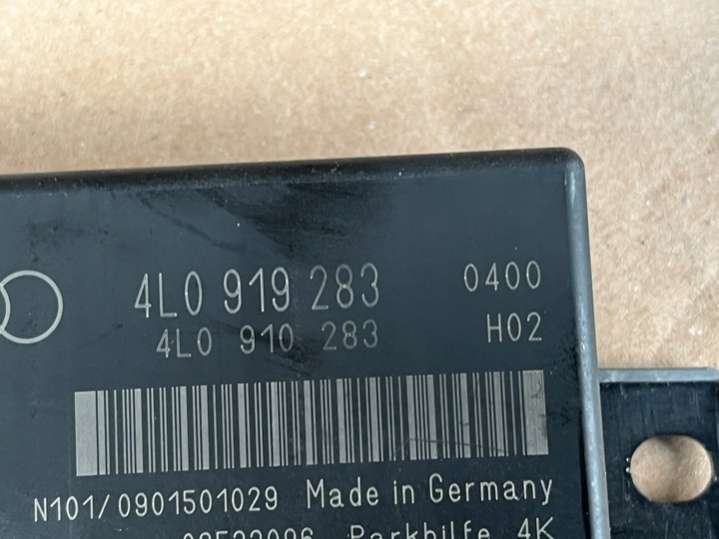 4L0 919 283 0400
4L0 910 283 H02
N101/0901501029 Made in Germany
Parkhilfe 4K